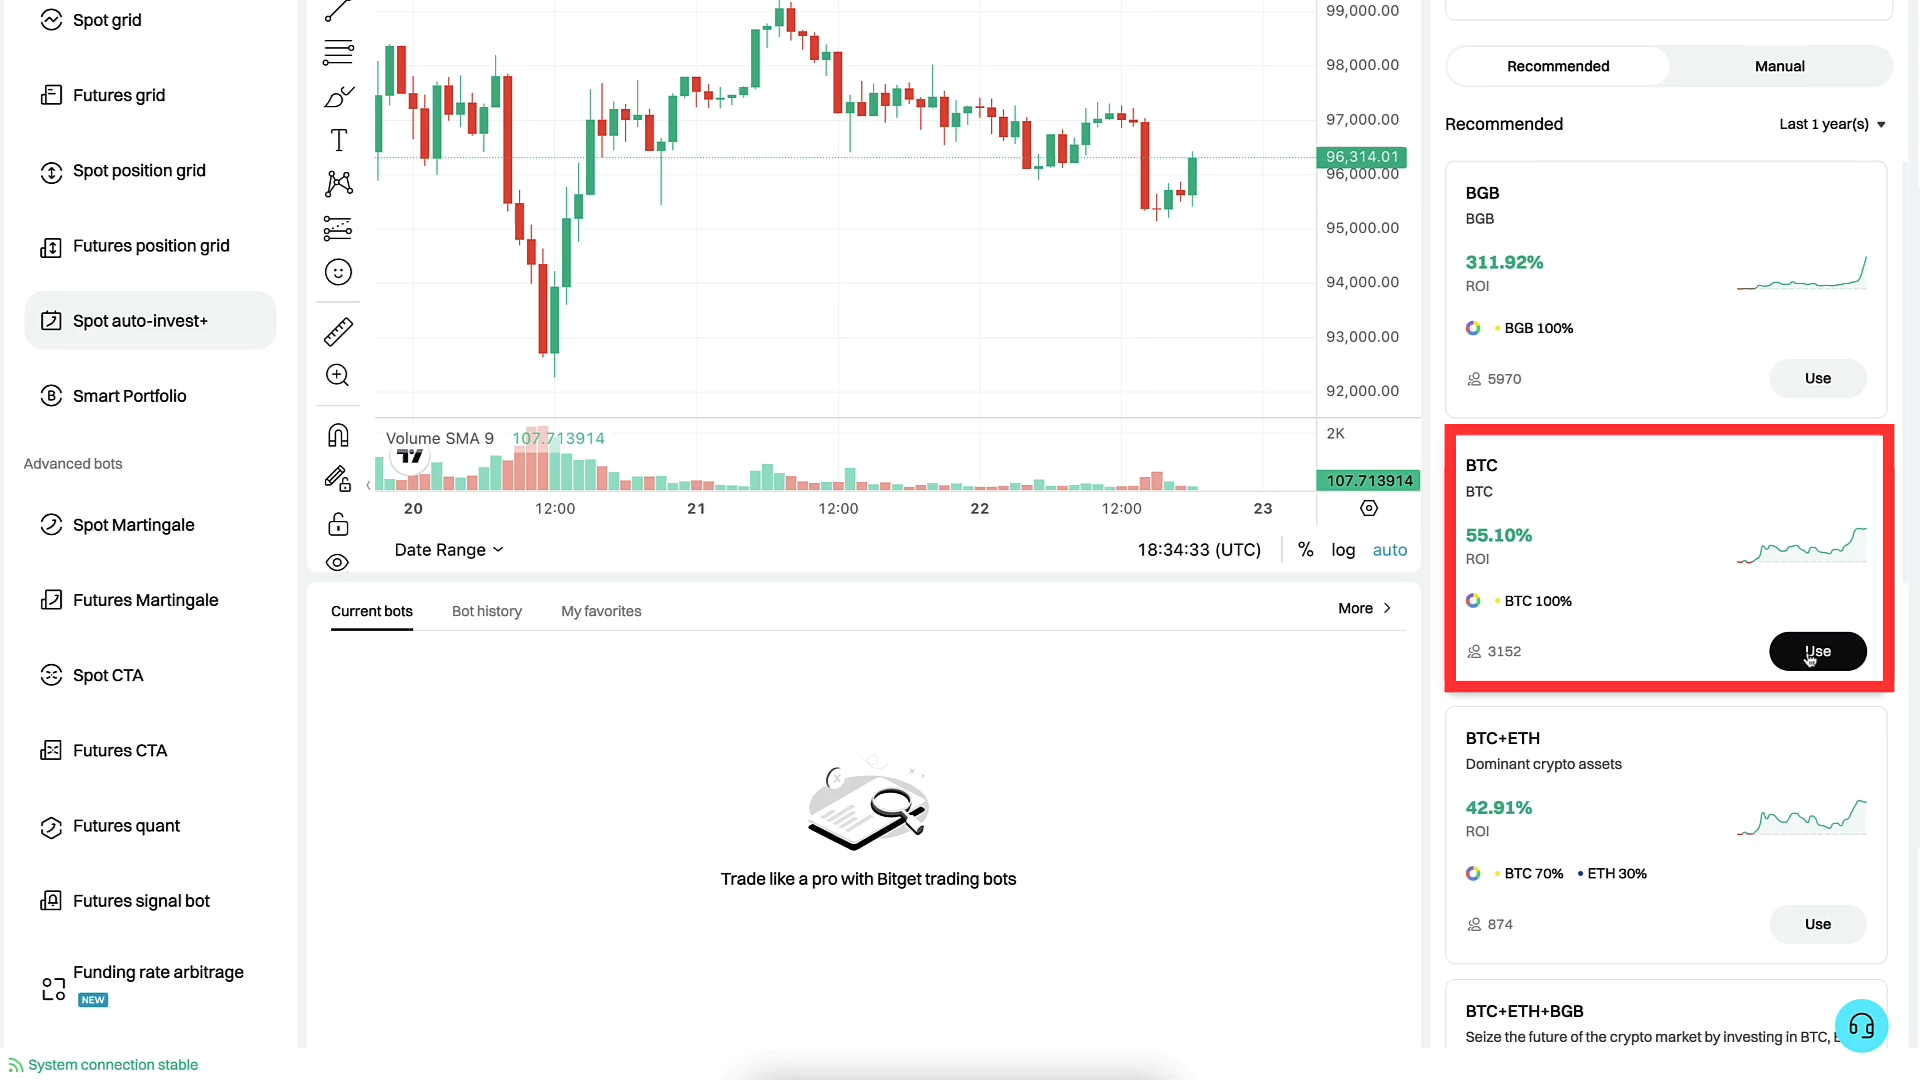 Spot grid
Futures grid
Spot position grid
Futures position grid
Spot auto-invest+
Smart Portfolio
Advanced bots
Spot Martingale
Futures Martingale
Spot CTA
Futures CTA
Futures quant
Futures signal bot
Funding rate arbitrage
NEW
System connection stable
99,000.00
98,000.00
97,000.00
96,314.01
96,000.00
95,000.00
94,000.00
93,000.00
92,000.00
Volume SMA 9 107.713914
2K
107.713914
20 12:00 21 12:00 22 12:00 23
Date Range 18:34:33 (UTC) % log auto
Current bots Bot history My favorites More
Trade like a pro with Bitget trading bots
Recommended Manual
Recommended Last 1 year(s)
BGB
BGB
311.92%
ROI
BGB 100%
5970 Use
BTC
BTC
55.10%
ROI
BTC 100%
3152 Use
BTC+ETH
Dominant crypto assets
42.91%
ROI
BTC 70% ETH 30%
874 Use
BTC+ETH+BGB
Seize the future of the crypto market by investing in BTC,